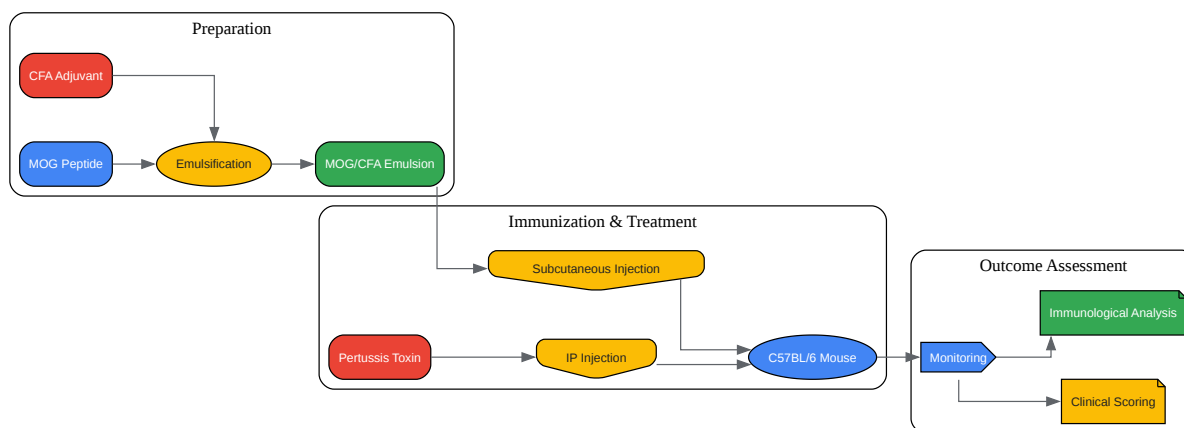 Preparation
CFA Adjuvant
MOG Peptide
Emulsification
MOG/CFA Emulsion
Immunization & Treatment
Subcutaneous Injection
Pertussis Toxin
IP Injection
C57BL/6 Mouse
Outcome Assessment
Immunological Analysis
Monitoring
Clinical Scoring